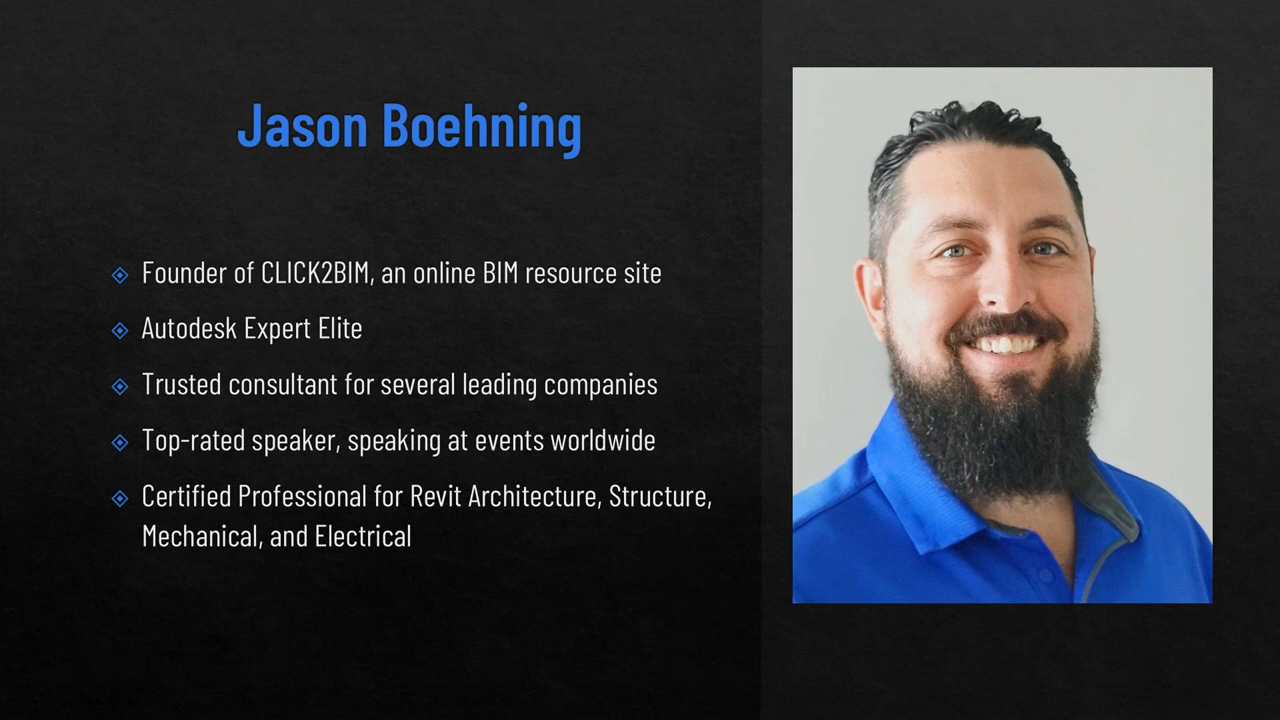 Jason Boehning
Founder of CLICK2BIM, an online BIM resource site
Autodesk Expert Elite
Trusted consultant for several leading companies
Top-rated speaker, speaking at events worldwide
Certified Professional for Revit Architecture, Structure,
Mechanical, and Electrical